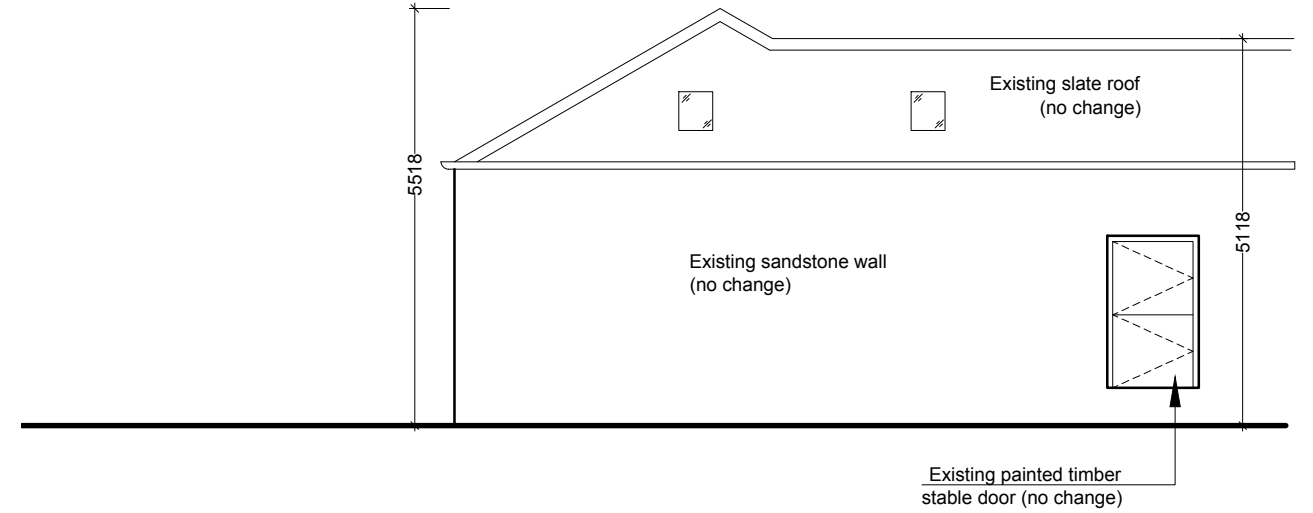 Existing slate roof
(no change)
5518
5118
Existing sandstone wall
(no change)
Existing painted timber
stable door (no change)